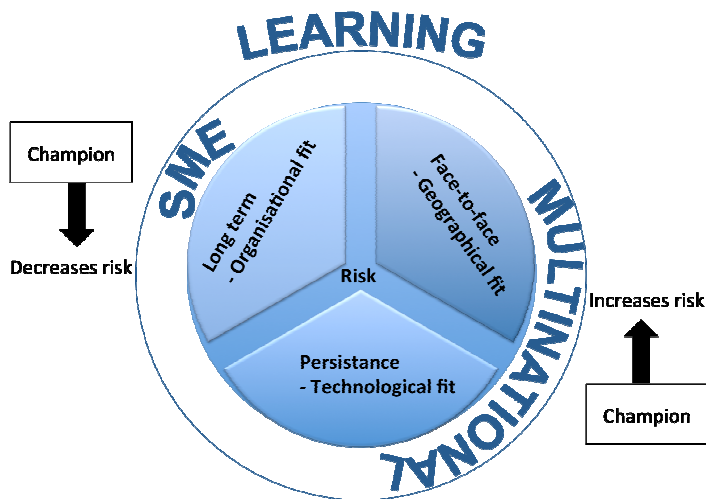 LEARNING
SME
MULTINATIONAL
Champion
Decreases risk
Long term
- Organisational fit
Face-to-face
- Geographical fit
Risk
Persistance
- Technological fit
Increases risk
Champion